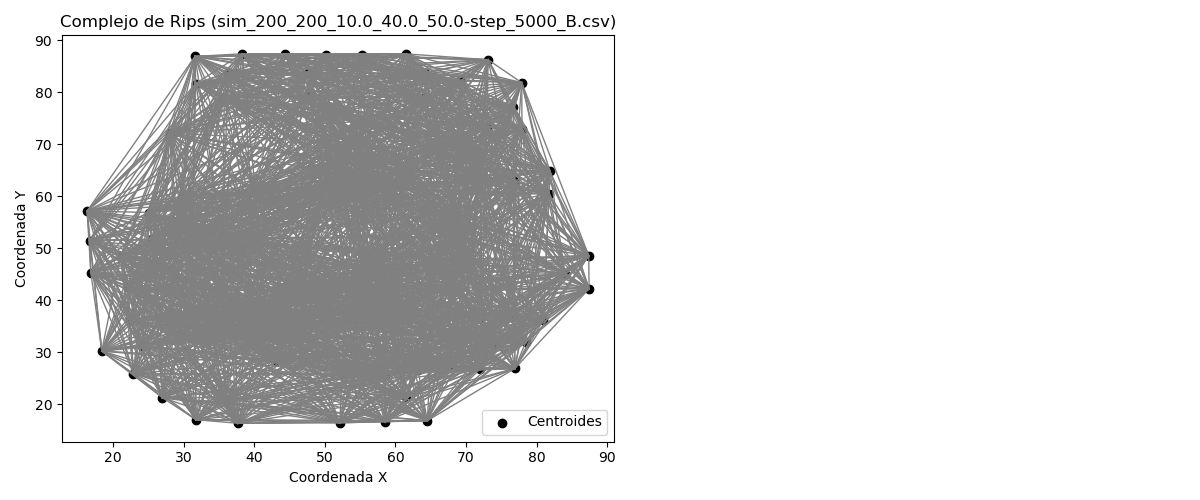 Complejo de Rips (sim_200_200_10.0_40.0_50.0-step_5000_B.csv)
90
80
70
60
50
40
30
20
Coordenada Y
Centroides
20 30 40 50 60 70 80 90
Coordenada X